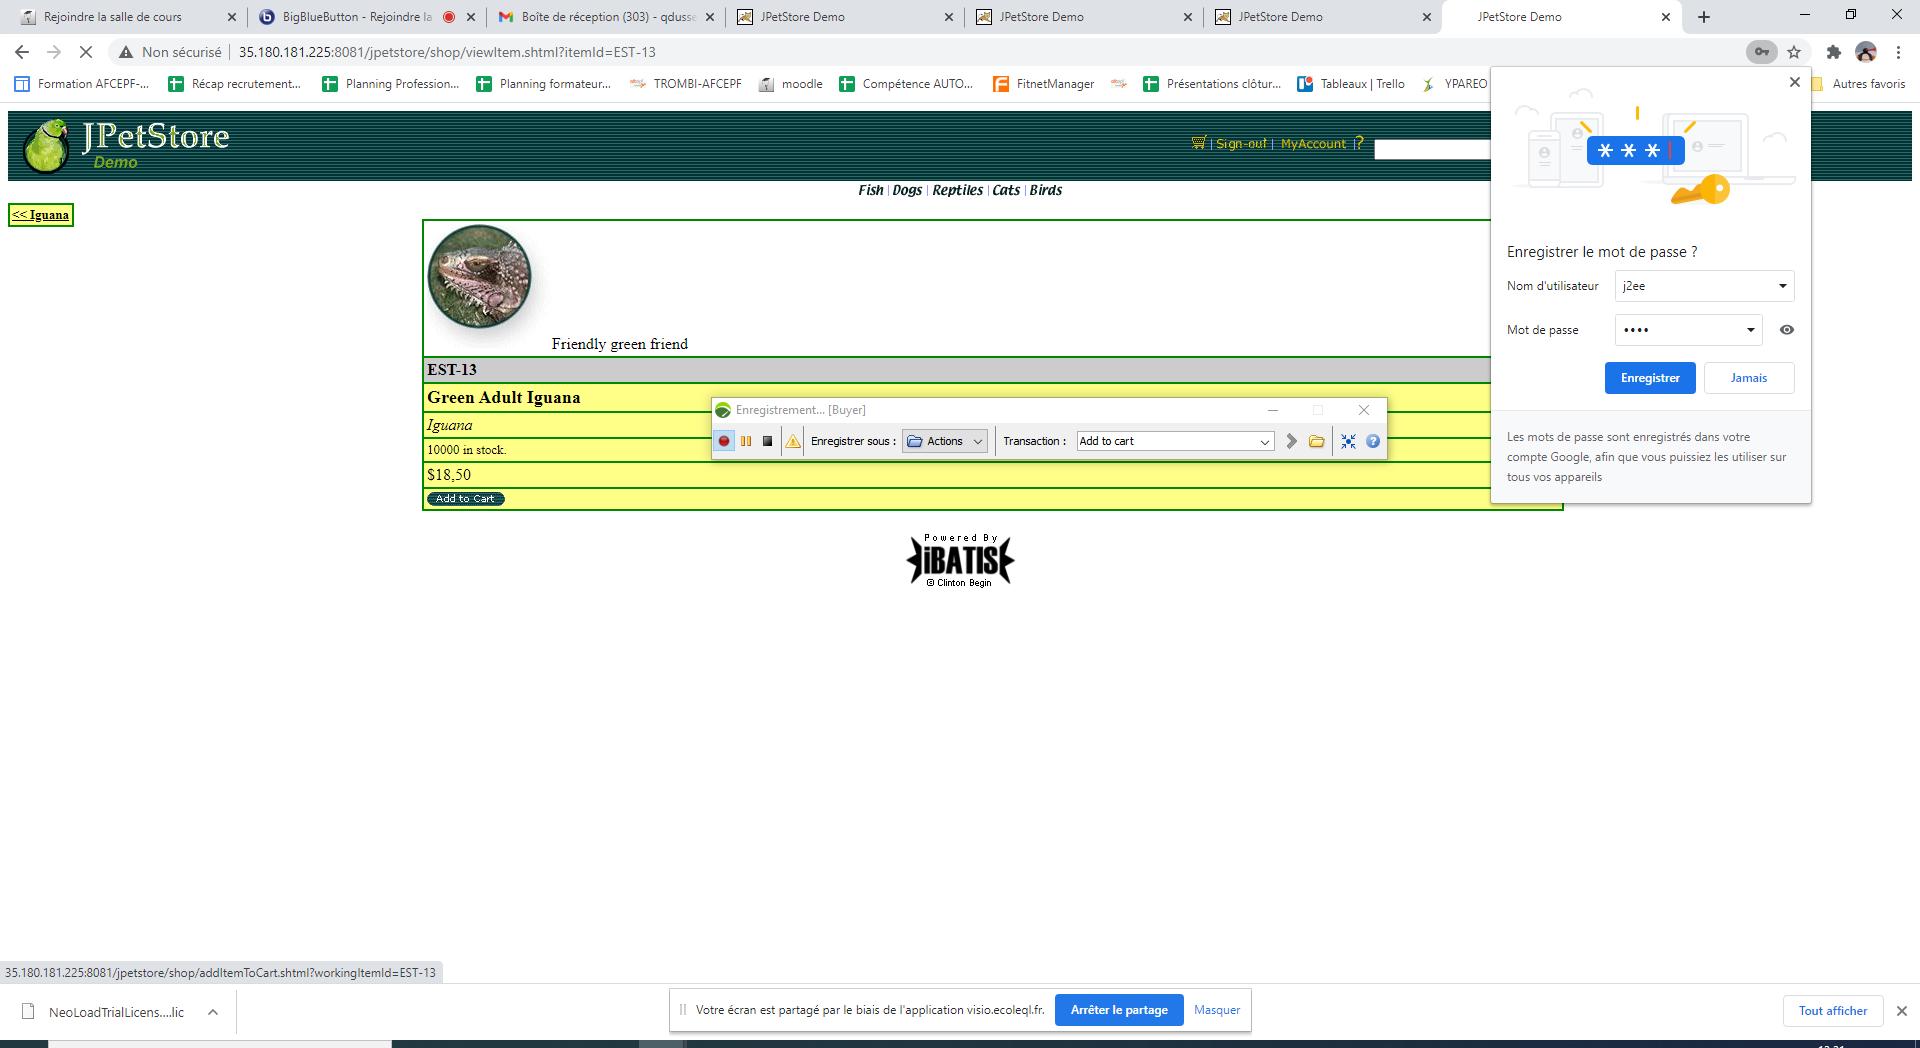 Rejoindre la salle de cours
BigBlueButton - Rejoindre la
Boîte de réception (303) - qdusse
JPetStore Demo
JPetStore Demo
JPetStore Demo
JPetStore Demo
Non sécurisé
35.180.181.225:8081/jpetstore/shop/viewItem.shtml?itemId=EST-13
Formation AFCEPF-...
Récap recrutement...
Planning Profession...
Planning formateur...
TROMBI-AFCEPF
moodle
Compétence AUTO...
FitnetManager
Présentations clôtur...
Tableaux | Trello
YPAREO
Autres favoris
JPetStore
Demo
Sign-out | MyAccount | ?
Fish | Dogs | Reptiles | Cats | Birds
<< Iguana
Friendly green friend
EST-13
Green Adult Iguana
Iguana
10000 in stock.
$18,50
Add to Cart
Enregistrement... [Buyer]
Enregistrer sous : Actions Transaction : Add to cart
Enregistrer le mot de passe ?
Nom d'utilisateur j2ee
Mot de passe ••••
Enregistrer Jamais
Les mots de passe sont enregistrés dans votre
compte Google, afin que vous puissiez les utiliser sur
tous vos appareils
Powered By
iBATIS
© Clinton Begin
35.180.181.225:8081/jpetstore/shop/addItemToCart.shtml?workingItemId=EST-13
NeoLoadTrialLicens....lic
Votre écran est partagé par le biais de l'application visio.ecoleql.fr.
Arrêter le partage
Masquer
Tout afficher